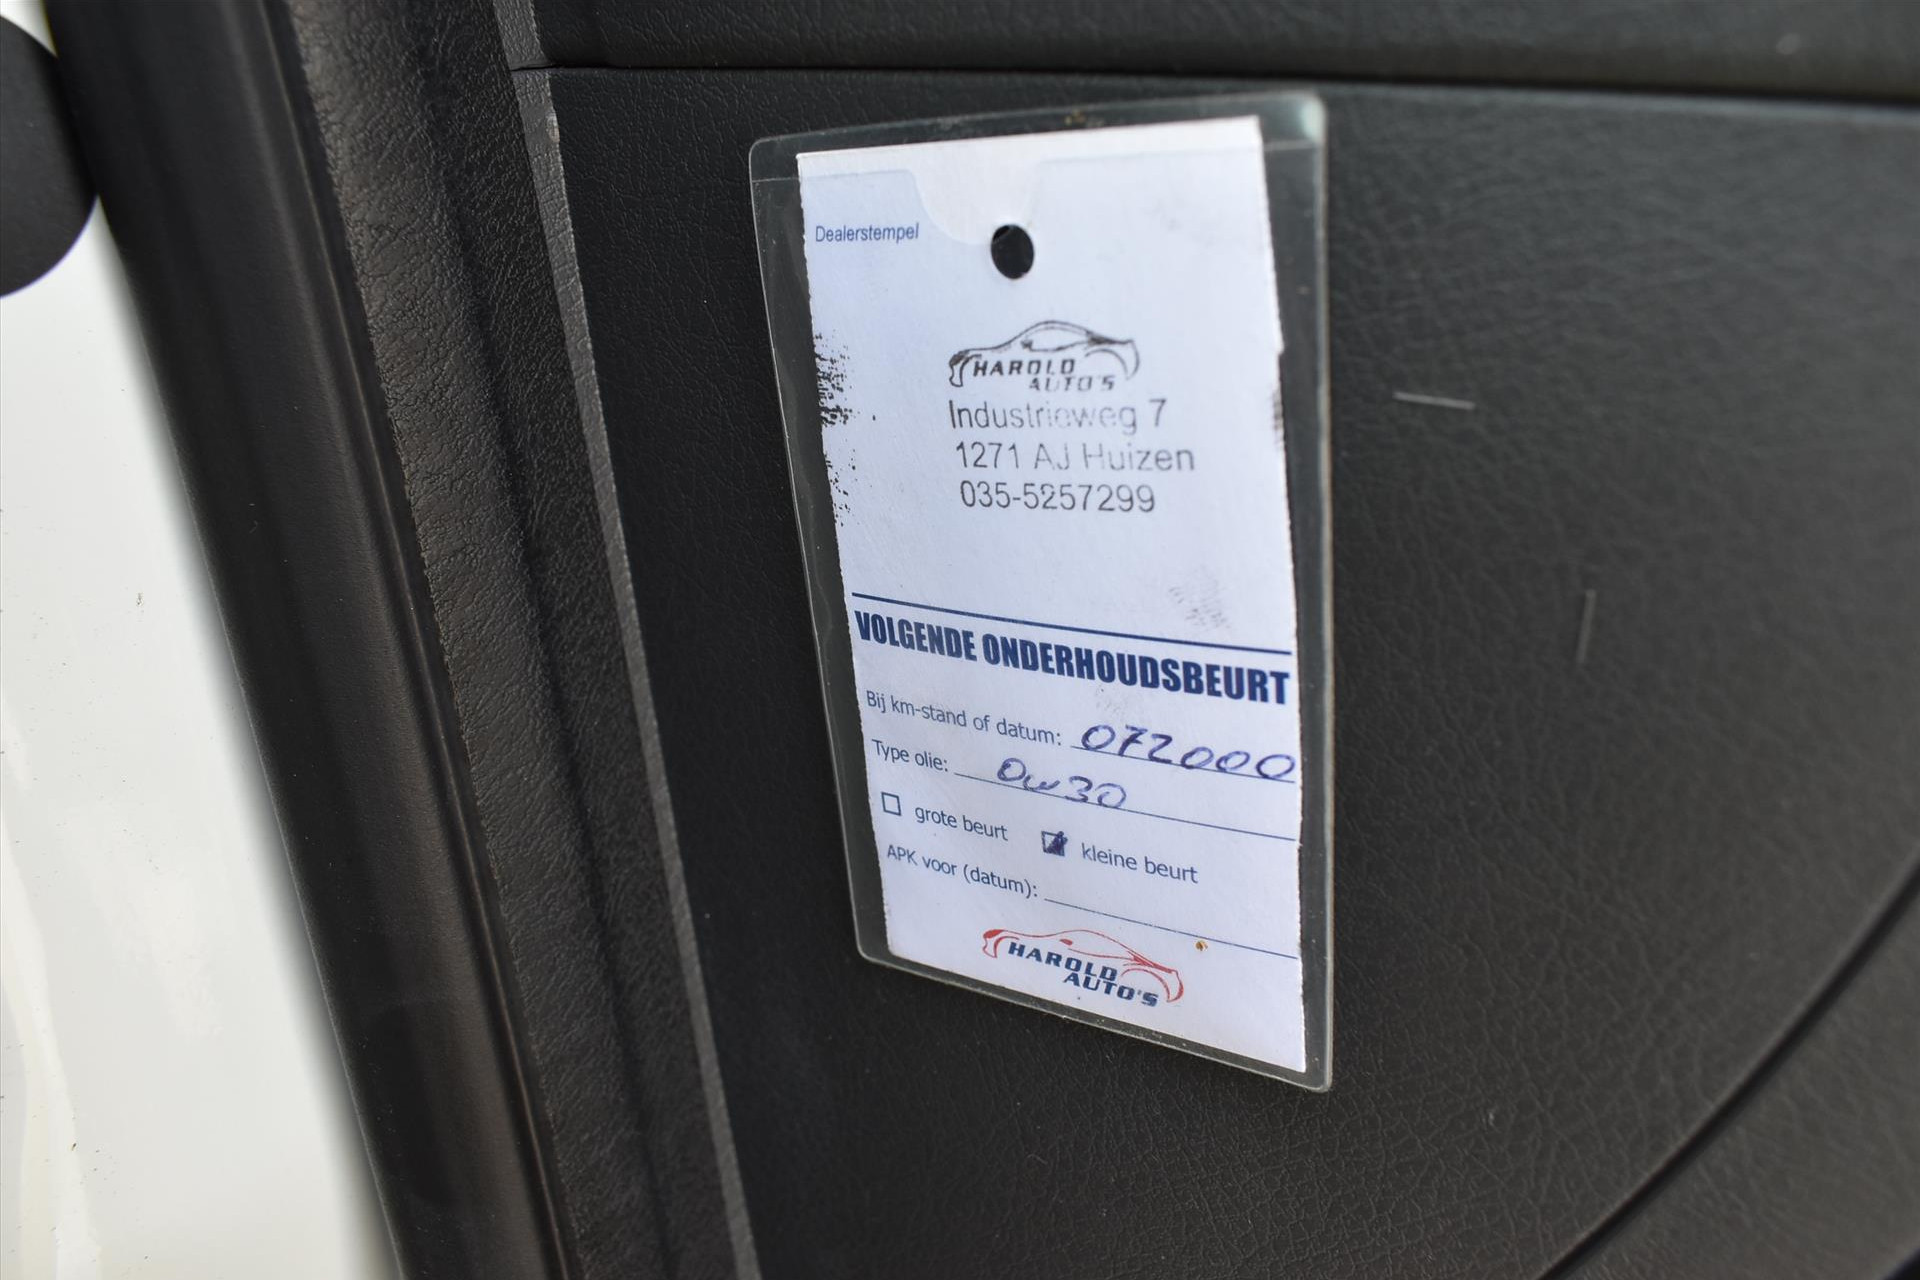 Dealerstempel
HAROLD
AUTO'S
Industrieweg 7
1271 AJ Huizen
035-5257299
VOLGENDE ONDERHOUDSBEURT
Bij km-stand of datum: 072000
Type olie: 0w30
grote beurt kleine beurt
APK voor (datum):
HAROLD
AUTO'S